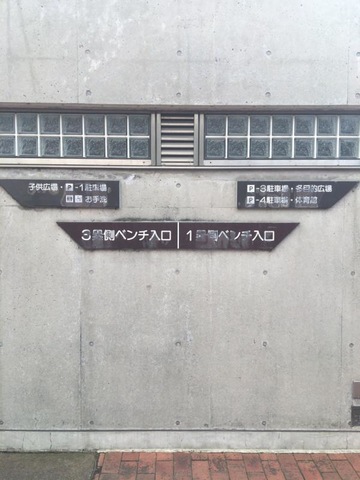 子供広場・P-1駐車場
お手洗
P-3駐車場・多目的広場
P-4駐車場・体育館
3塁側ベンチ入口 1塁側ベンチ入口